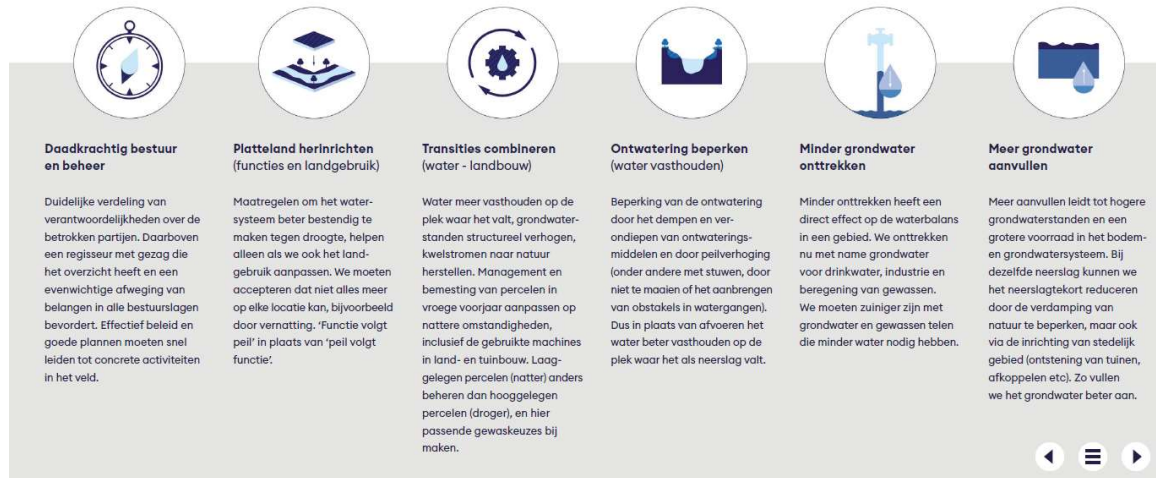 Daadkrachtig bestuur
en beheer
Duidelijke verdeling van
verantwoordelijkheden over de
betrokken partijen. Daarboven
een regisseur met gezag die
het overzicht heeft en een
evenwichtige afweging van
belangen in alle bestuurslagen
bevordert. Effectief beleid en
goede plannen moeten snel
leiden tot concrete activiteiten
in het veld.
Platteland herinrichten
(functies en landgebruik)
Maatregelen om het water-
systeem beter bestendig te
maken tegen droogte, helpen
alleen als we ook het land-
gebruik aanpassen. We moeten
accepteren dat niet alles meer
op elke locatie kan, bijvoorbeeld
door vernatting. ‘Functie volgt
peil’ in plaats van ‘peil volgt
functie’.
Transities combineren
(water - landbouw)
Water meer vasthouden op de
plek waar het valt, grondwater-
standen structureel verhogen,
kwelstromen naar natuur
herstellen. Management en
bemesting van percelen in
vroege voorjaar aanpassen op
nattere omstandigheden,
inclusief de gebruikte machines
in land- en tuinbouw. Laag-
gelegen percelen (natter) anders
beheren dan hooggelegen
percelen (droger), en hier
passende gewaskeuzes bij
maken.
Ontwatering beperken
(water vasthouden)
Beperking van de ontwatering
door het dempen en ver-
ondiepen van ontwaterings-
middelen en door peilverhoging
(onder andere met stuwen, door
niet te maaien of het aanbrengen
van obstakels in watergangen).
Dus in plaats van afvoeren het
water beter vasthouden op de
plek waar het als neerslag valt.
Minder grondwater
onttrekken
Minder onttrekken heeft een
direct effect op de waterbalans
in een gebied. We onttrekken
nu met name grondwater
voor drinkwater, industrie en
beregening van gewassen.
We moeten zuiniger zijn met
grondwater en gewassen telen
die minder water nodig hebben.
Meer grondwater
aanvullen
Meer aanvullen leidt tot hogere
grondwaterstanden en een
grotere voorraad in het bodem-
en grondwatersysteem. Bij
dezelfde neerslag kunnen we
het neerslagtekort reduceren
door de verdamping van
natuur te beperken, maar ook
via de inrichting van stedelijk
gebied (ontstening van tuinen,
afkoppelen etc). Zo vullen
we het grondwater beter aan.